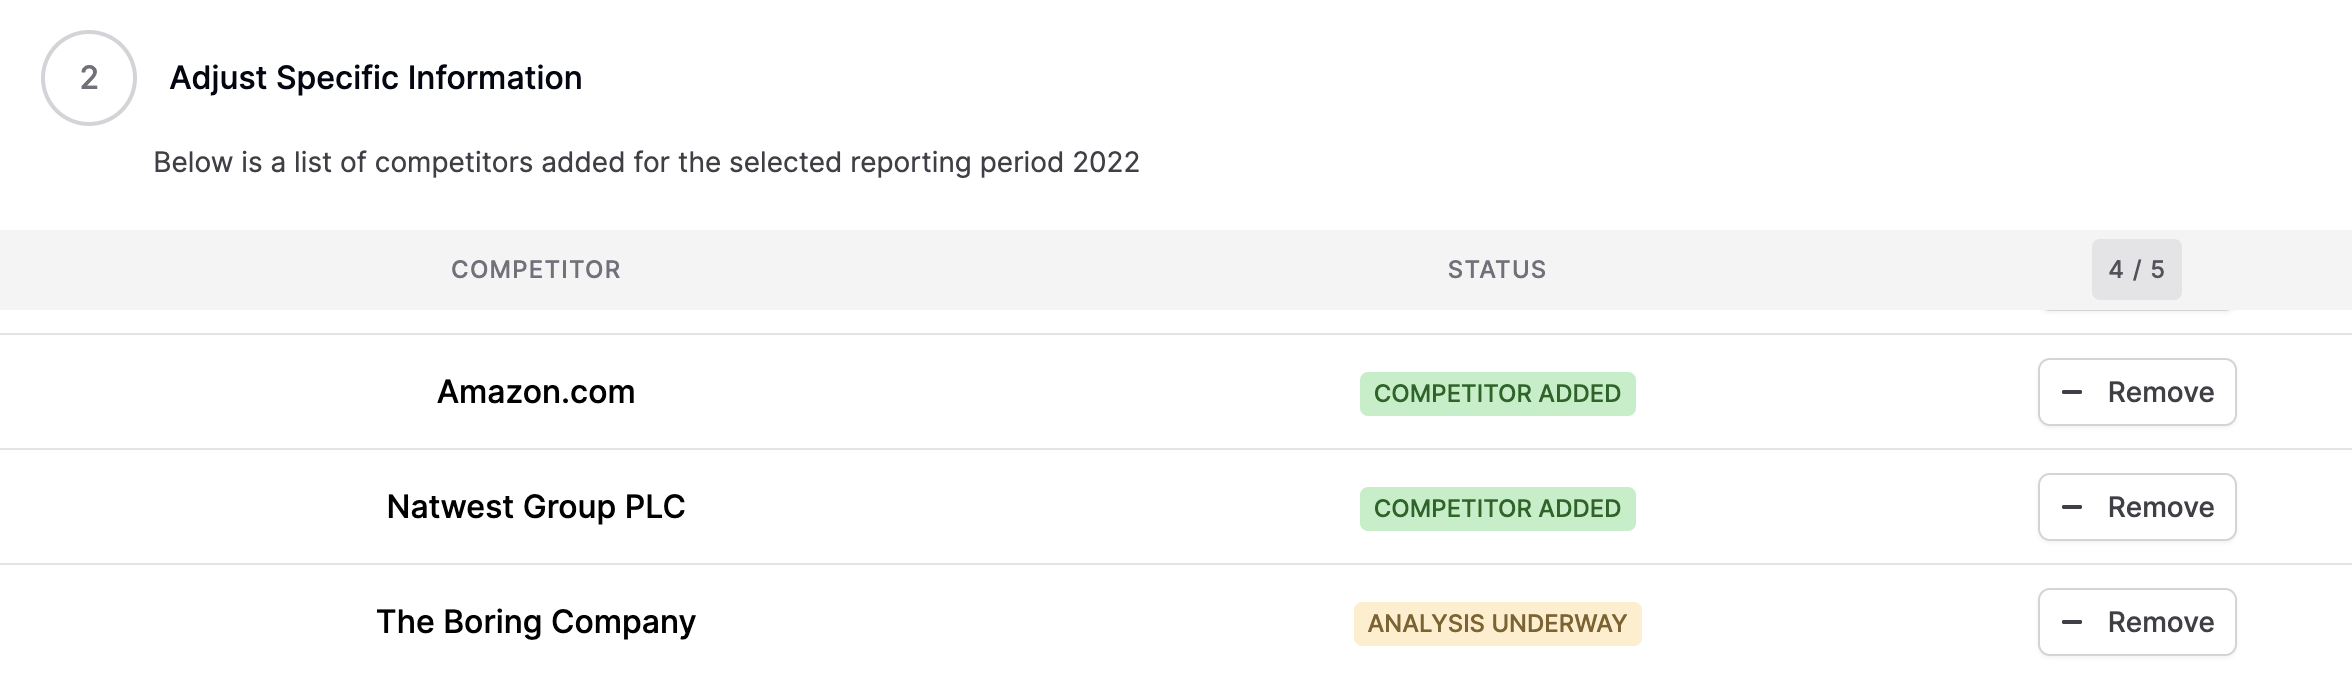 2
Adjust Specific Information
Below is a list of competitors added for the selected reporting period 2022
COMPETITOR STATUS 4 / 5
Amazon.com COMPETITOR ADDED — Remove
Natwest Group PLC COMPETITOR ADDED — Remove
The Boring Company ANALYSIS UNDERWAY — Remove